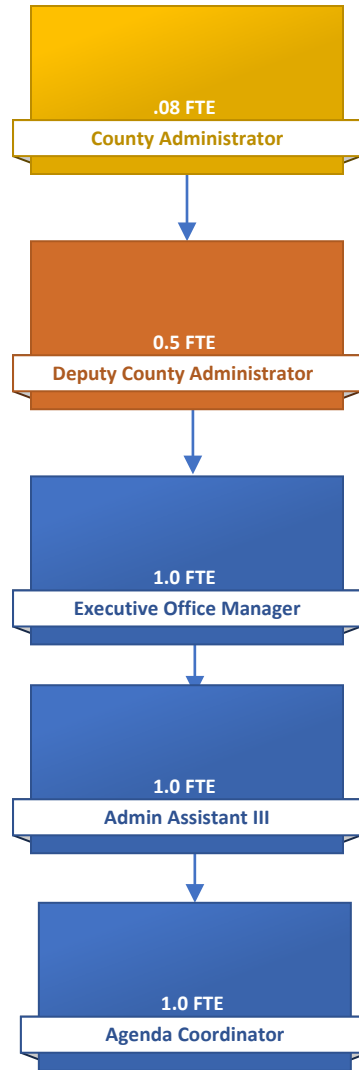 .08 FTE
County Administrator
0.5 FTE
Deputy County Administrator
1.0 FTE
Executive Office Manager
1.0 FTE
Admin Assistant III
1.0 FTE
Agenda Coordinator